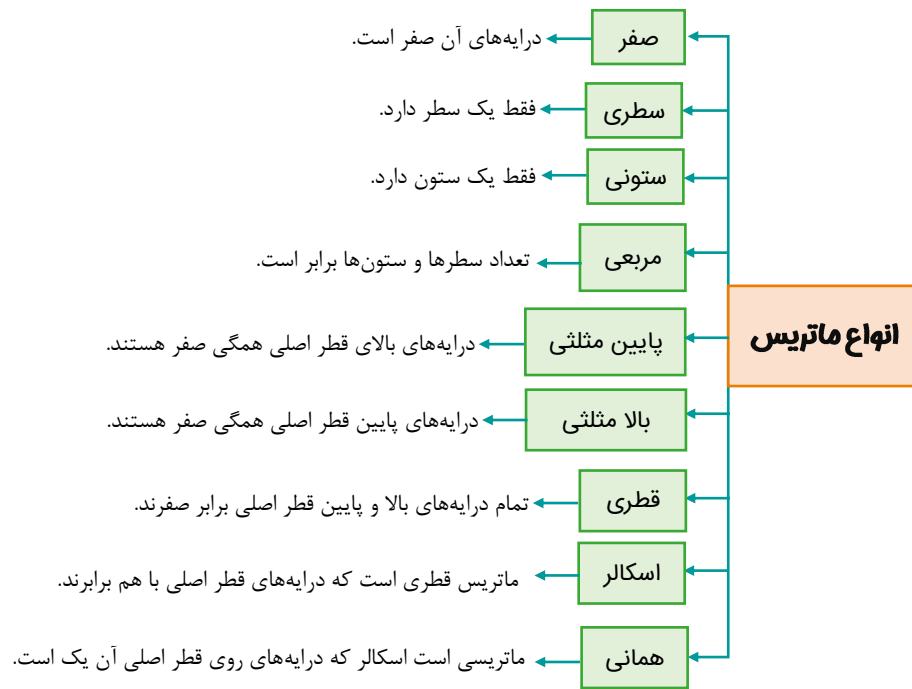 انواع ماتریس
صفر
درایه‌های آن صفر است.
سطری
فقط یک سطر دارد.
ستونی
فقط یک ستون دارد.
مربعی
تعداد سطرها و ستون‌ها برابر است.
پایین مثلثی
درایه‌های بالای قطر اصلی همگی صفر هستند.
بالا مثلثی
درایه‌های پایین قطر اصلی همگی صفر هستند.
قطری
تمام درایه‌های بالا و پایین قطر اصلی برابر صفرند.
اسکالر
ماتریس قطری است که درایه‌های قطر اصلی با هم برابرند.
همانی
ماتریسی است اسکالر که درایه‌های روی قطر اصلی آن یک است.